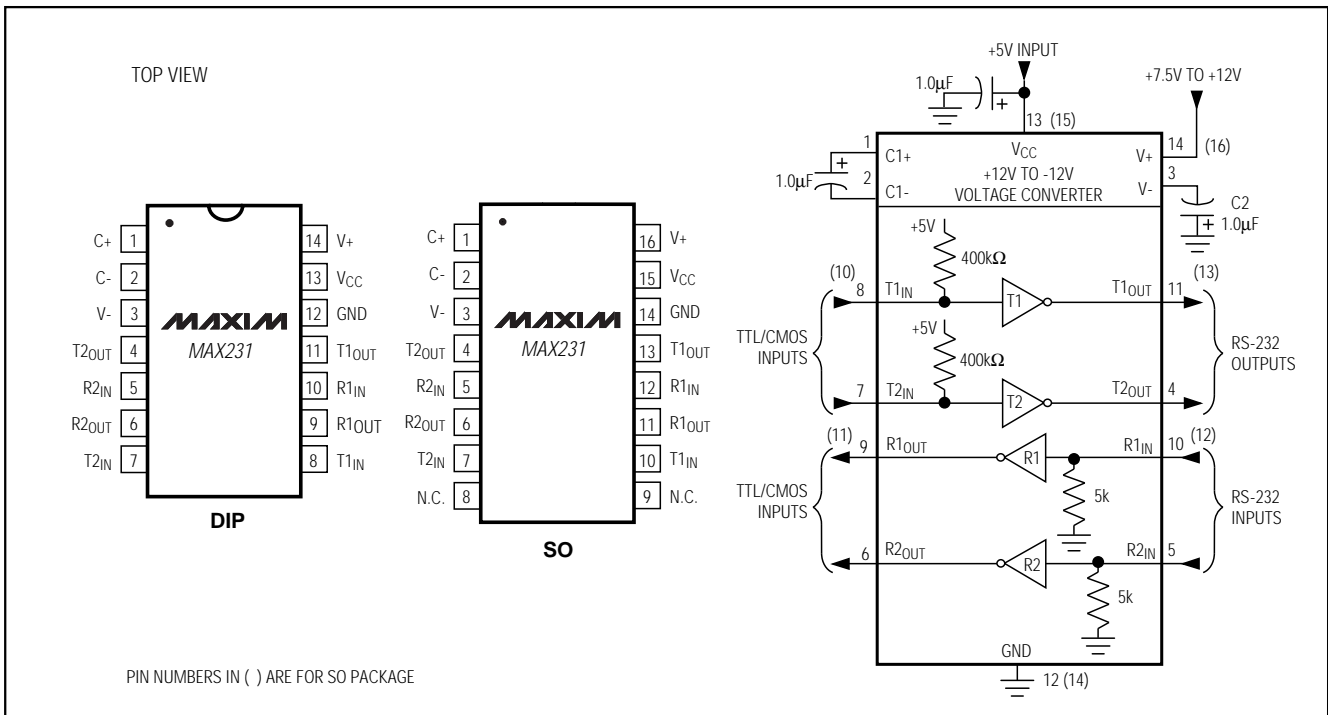 TOP VIEW
C+ 1
C- 2
V- 3
T2OUT 4
R2IN 5
R2OUT 6
T2IN 7
14 V+
13 VCC
12 GND
11 T1OUT
10 R1IN
9 R1OUT
8 T1IN
MAXIM
MAX231
DIP
C+ 1
C- 2
V- 3
T2OUT 4
R2IN 5
R2OUT 6
T2IN 7
N.C. 8
16 V+
15 VCC
14 GND
13 T1OUT
12 R1IN
11 R1OUT
10 T1IN
9 N.C.
MAXIM
MAX231
SO
PIN NUMBERS IN ( ) ARE FOR SO PACKAGE
+5V INPUT
1.0µF
+
+7.5V TO +12V
13 (15)
VCC
1
C1+
+
1.0µF
2
C1-
+12V TO -12V
VOLTAGE CONVERTER
V+
14
(16)
V-
3
C2
+
1.0µF
+5V
400kΩ
(10)
8
T1IN
T1
T1OUT
11
(13)
+5V
400kΩ
TTL/CMOS
INPUTS
RS-232
OUTPUTS
7
T2IN
T2
T2OUT
4
(11)
9
R1OUT
R1
R1IN
10
(12)
5k
TTL/CMOS
INPUTS
RS-232
INPUTS
6
R2OUT
R2
R2IN
5
5k
GND
12 (14)